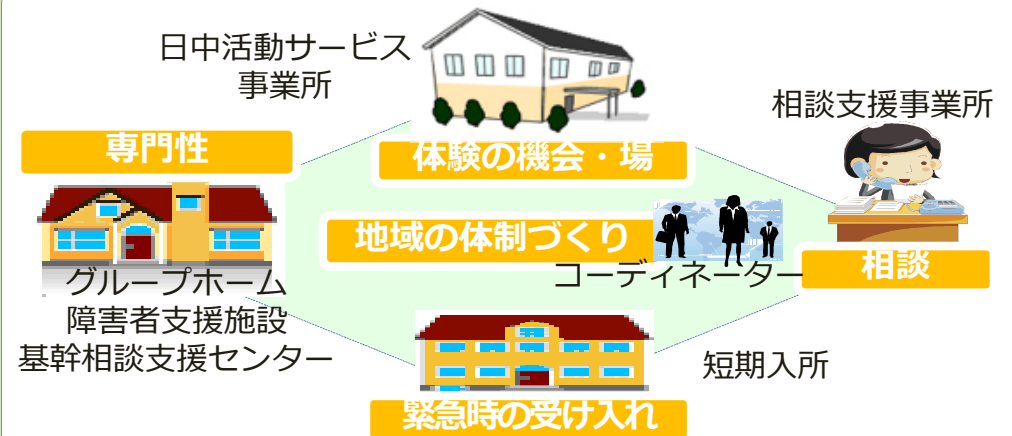 日中活動サービス
事業所
相談支援事業所
専門性
体験の機会・場
地域の体制づくり
コーディネーター
相談
グループホーム
障害者支援施設
基幹相談支援センター
短期入所
緊急時の受け入れ